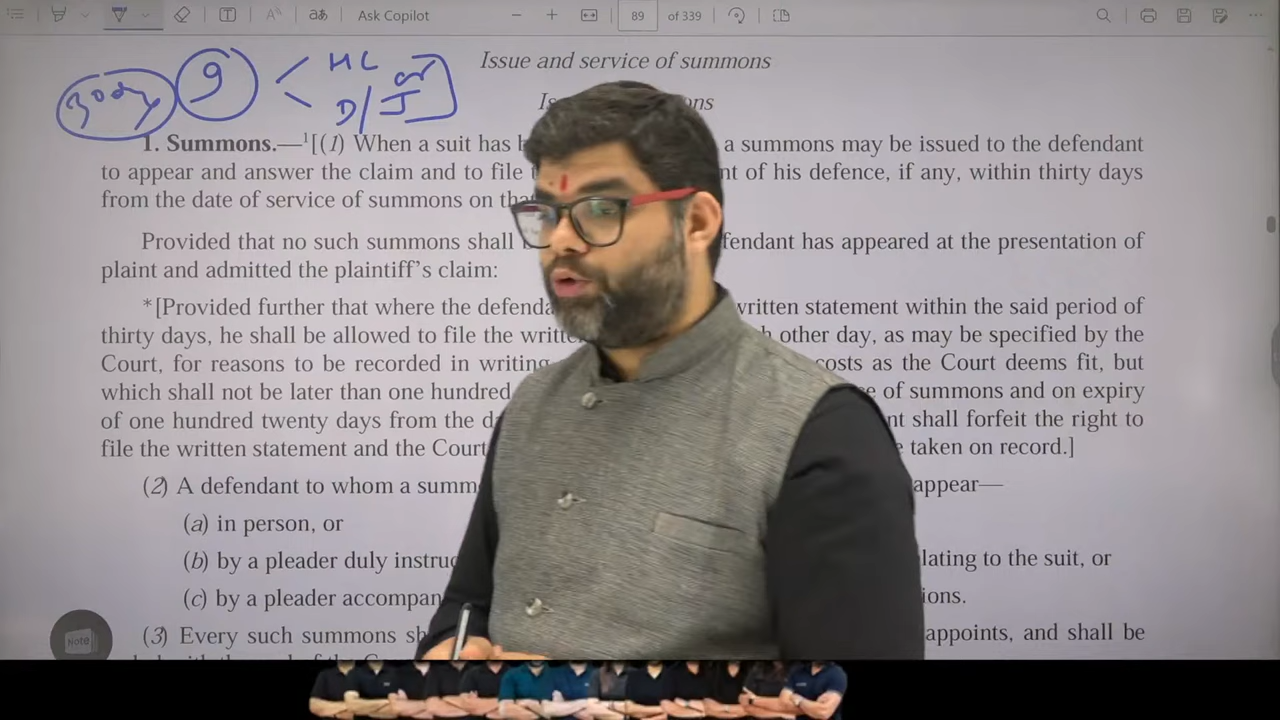 Ask Copilot
89 of 339
Issue and service of summons
body 9 HC or D/J
1. Summons.—¹[(1) When a suit has a summons may be issued to the defendant
to appear and answer the claim and to file of his defence, if any, within thirty days
from the date of service of summons on
Provided that no such summons shall defendant has appeared at the presentation of
plaint and admitted the plaintiff's claim:
*[Provided further that where the written statement within the said period of
thirty days, he shall be allowed to file the other day, as may be specified by the
Court, for reasons to be recorded in writing costs as the Court deems fit, but
which shall not be later than one hundred of summons and on expiry
of one hundred twenty days from the shall forfeit the right to
file the written statement and the Court taken on record.]
(2) A defendant to whom a appear—
(a) in person, or
(b) by a pleader duly relating to the suit, or
(c) by a pleader
(3) Every such summons appoints, and shall be
Note